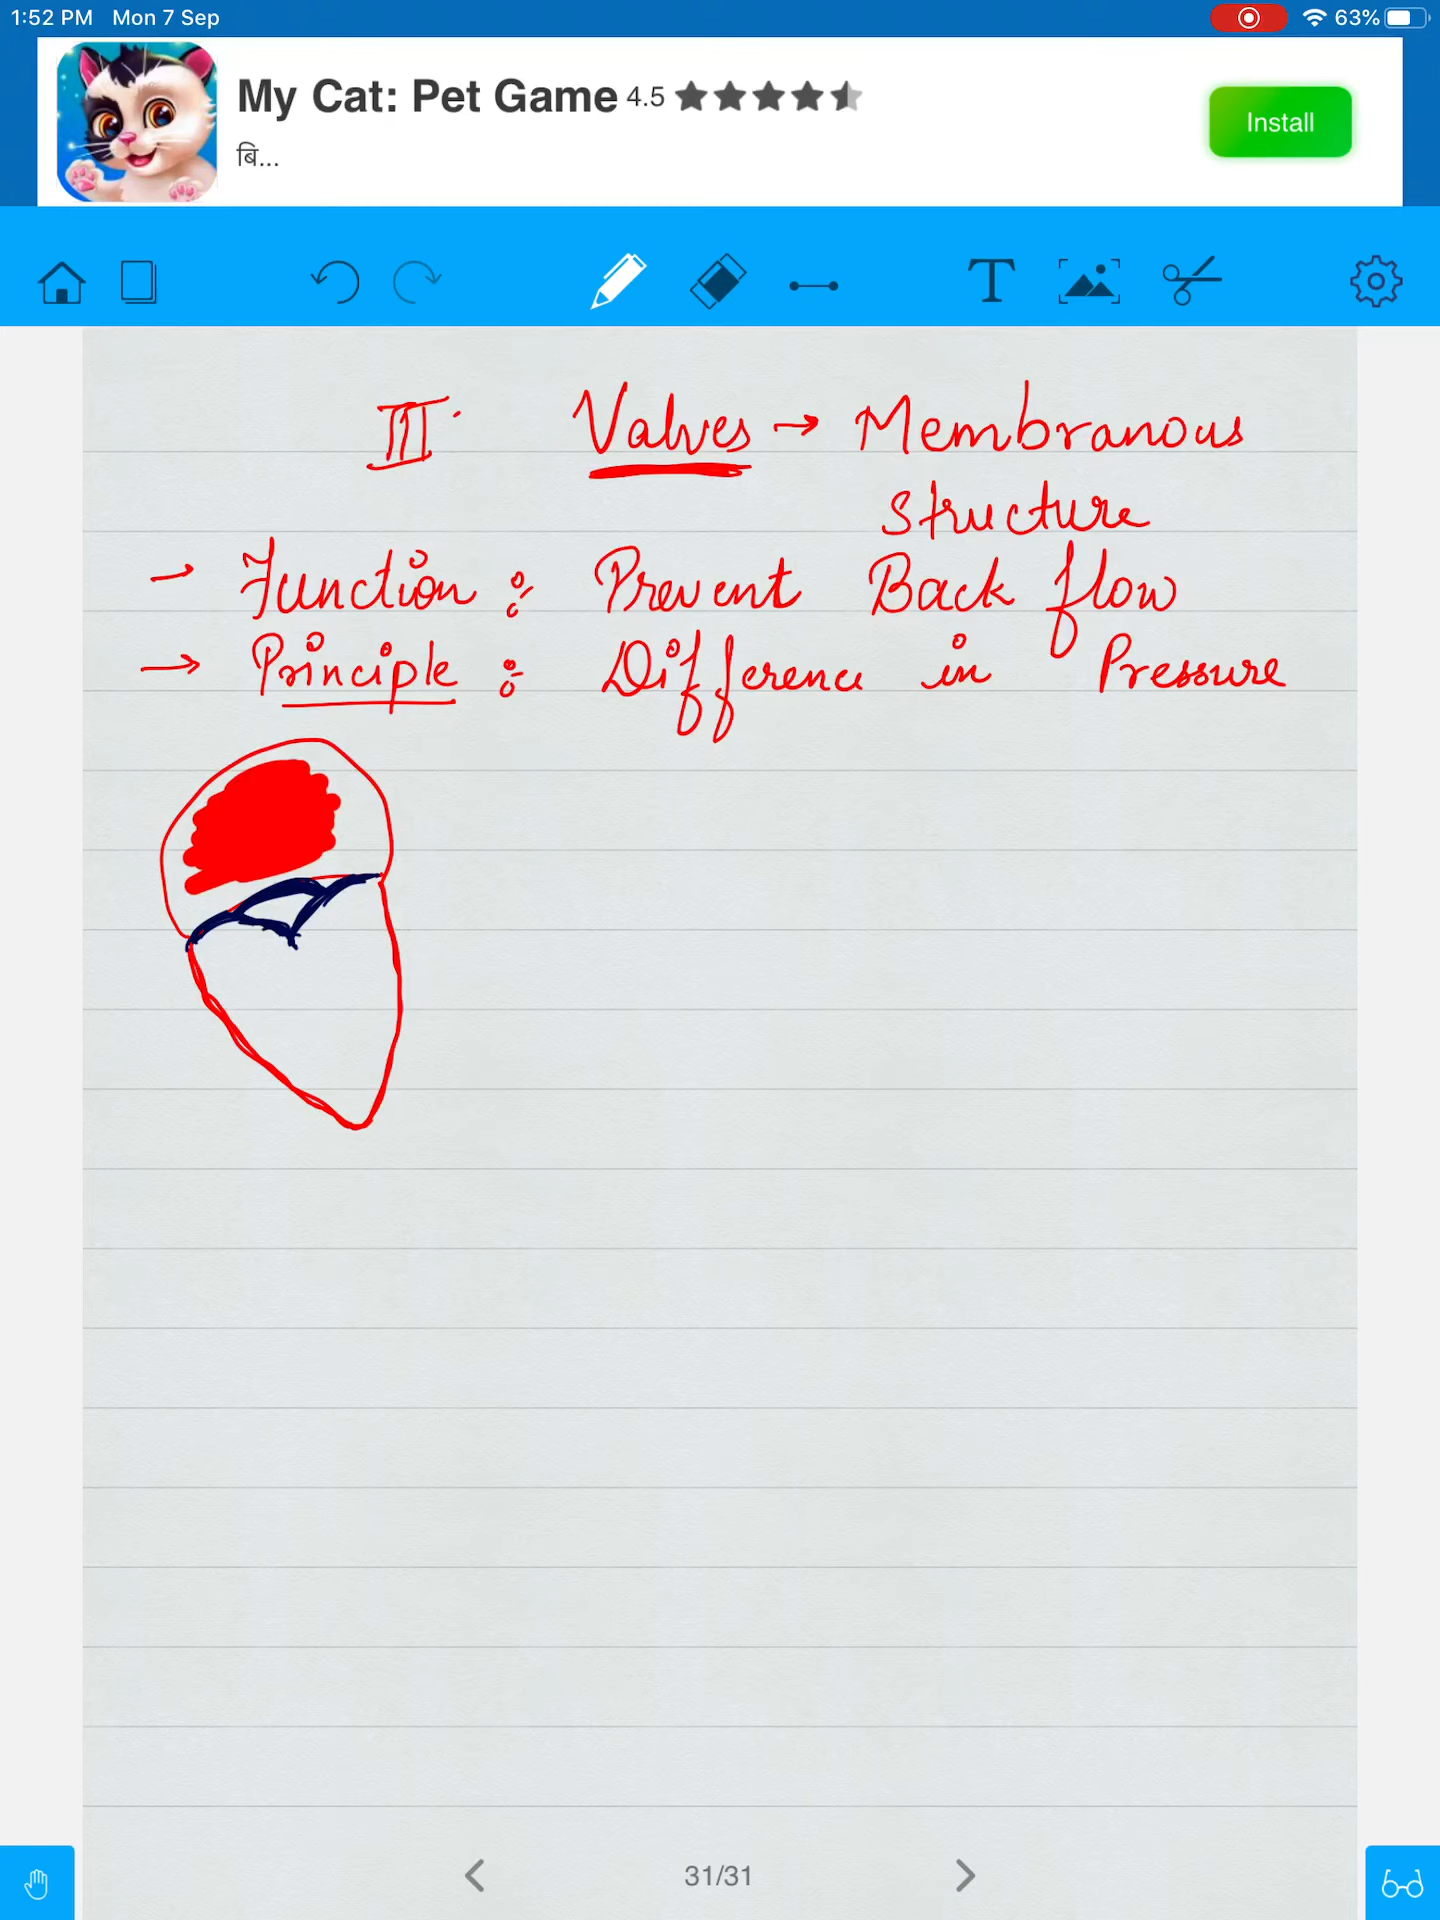 1:52 PM Mon 7 Sep 63%
My Cat: Pet Game 4.5
बि...
Install
T
III. Valves → Membranous
structure
→ Function : Prevent Back flow
→ Principle : Difference in Pressure
31/31